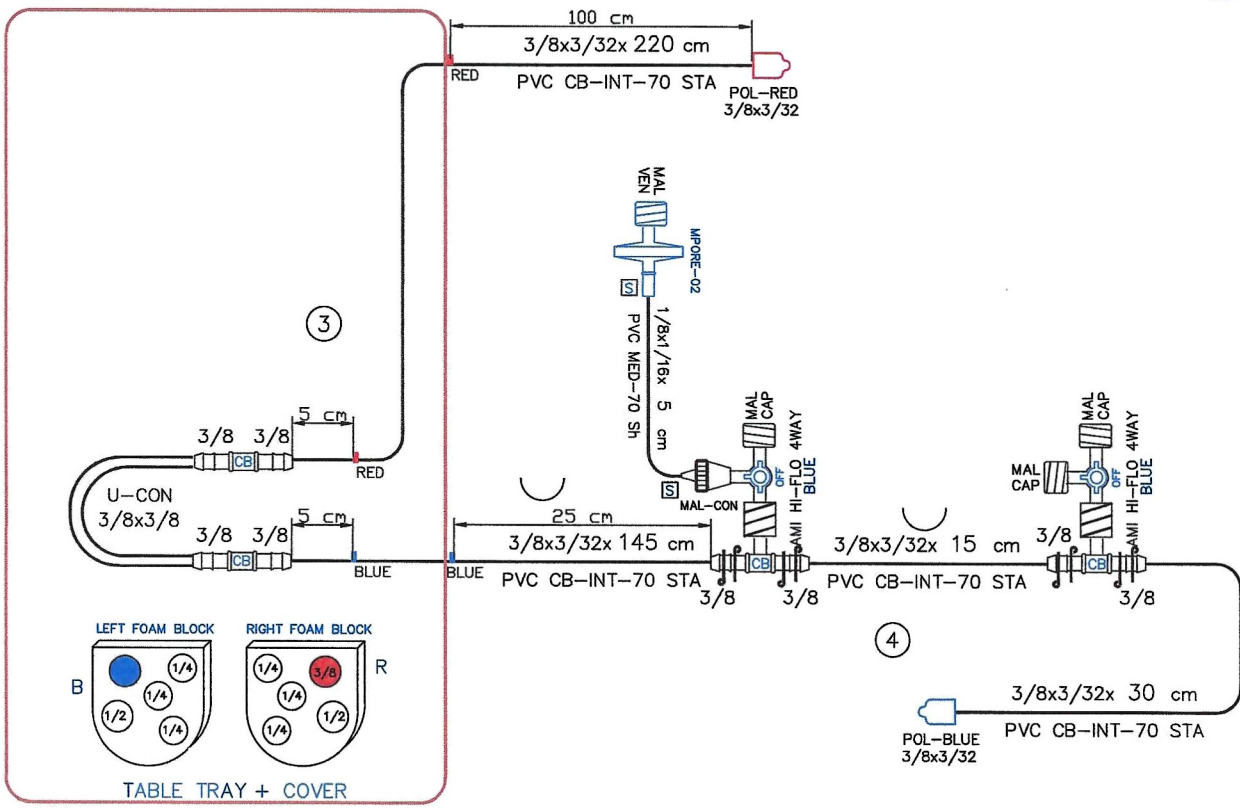 100 cm
3/8x3/32x 220 cm
RED
PVC CB-INT-70 STA
POL-RED
3/8x3/32
MAL
VEN
MPORE-02
S
1/8x1/16x 5 cm
PVC MED-70 Sh
3
5 cm
3/8 3/8
CB
RED
U-CON
3/8x3/8
MAL
CAP
OFF
AMI HI-FLO 4WAY
BLUE
S
MAL-CON
MAL
CAP
MAL
CAP
OFF
AMI HI-FLO 4WAY
BLUE
3/8 3/8
5 cm
CB
BLUE
BLUE
25 cm
3/8x3/32x 145 cm
PVC CB-INT-70 STA
CB
3/8
3/8
3/8x3/32x 15 cm
PVC CB-INT-70 STA
3/8
CB
3/8
4
LEFT FOAM BLOCK
B
1/4
1/4
1/2
1/4
RIGHT FOAM BLOCK
1/4
3/8
R
1/4
1/2
1/4
TABLE TRAY + COVER
3/8x3/32x 30 cm
PVC CB-INT-70 STA
POL-BLUE
3/8x3/32